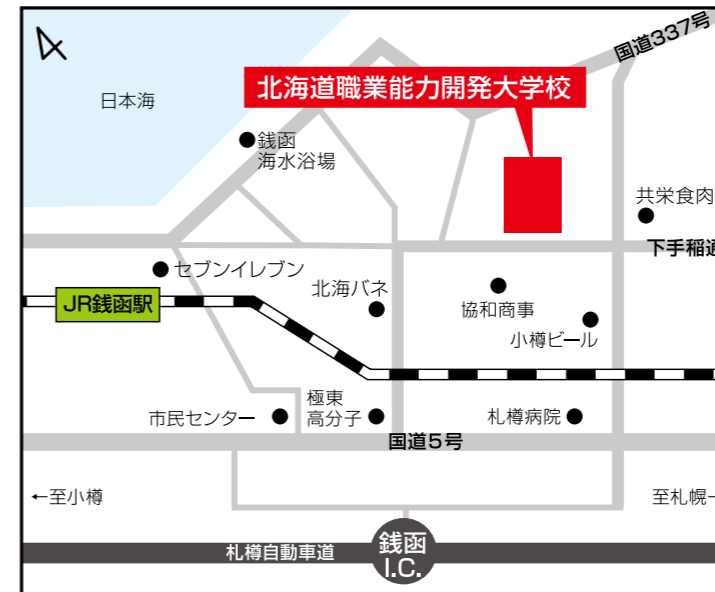 国道337号
日本海
北海道職業能力開発大学校
銭函
海水浴場
共栄食肉
下手稲通
セブンイレブン
北海バネ
JR銭函駅
協和商事
小樽ビール
極東
高分子
市民センター
札樽病院
国道5号
←至小樽
至札幌
札樽自動車道
銭函
I.C.